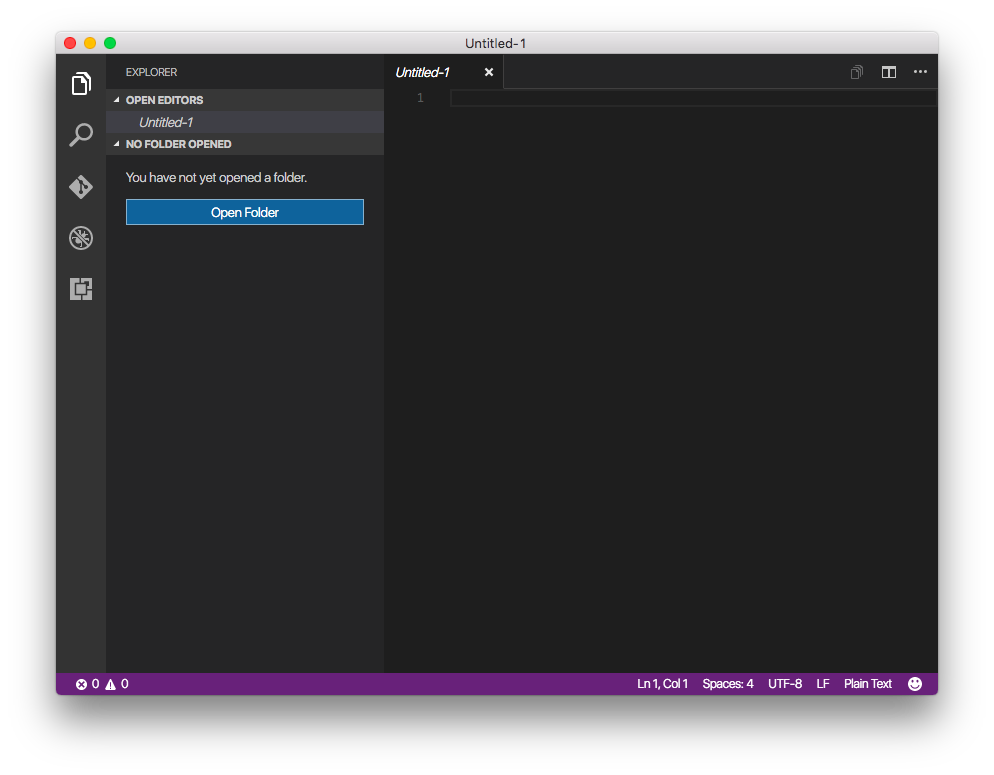 Untitled-1
EXPLORER
OPEN EDITORS
Untitled-1
NO FOLDER OPENED
You have not yet opened a folder.
Open Folder
Untitled-1
1
0 0
Ln 1, Col 1 Spaces: 4 UTF-8 LF Plain Text